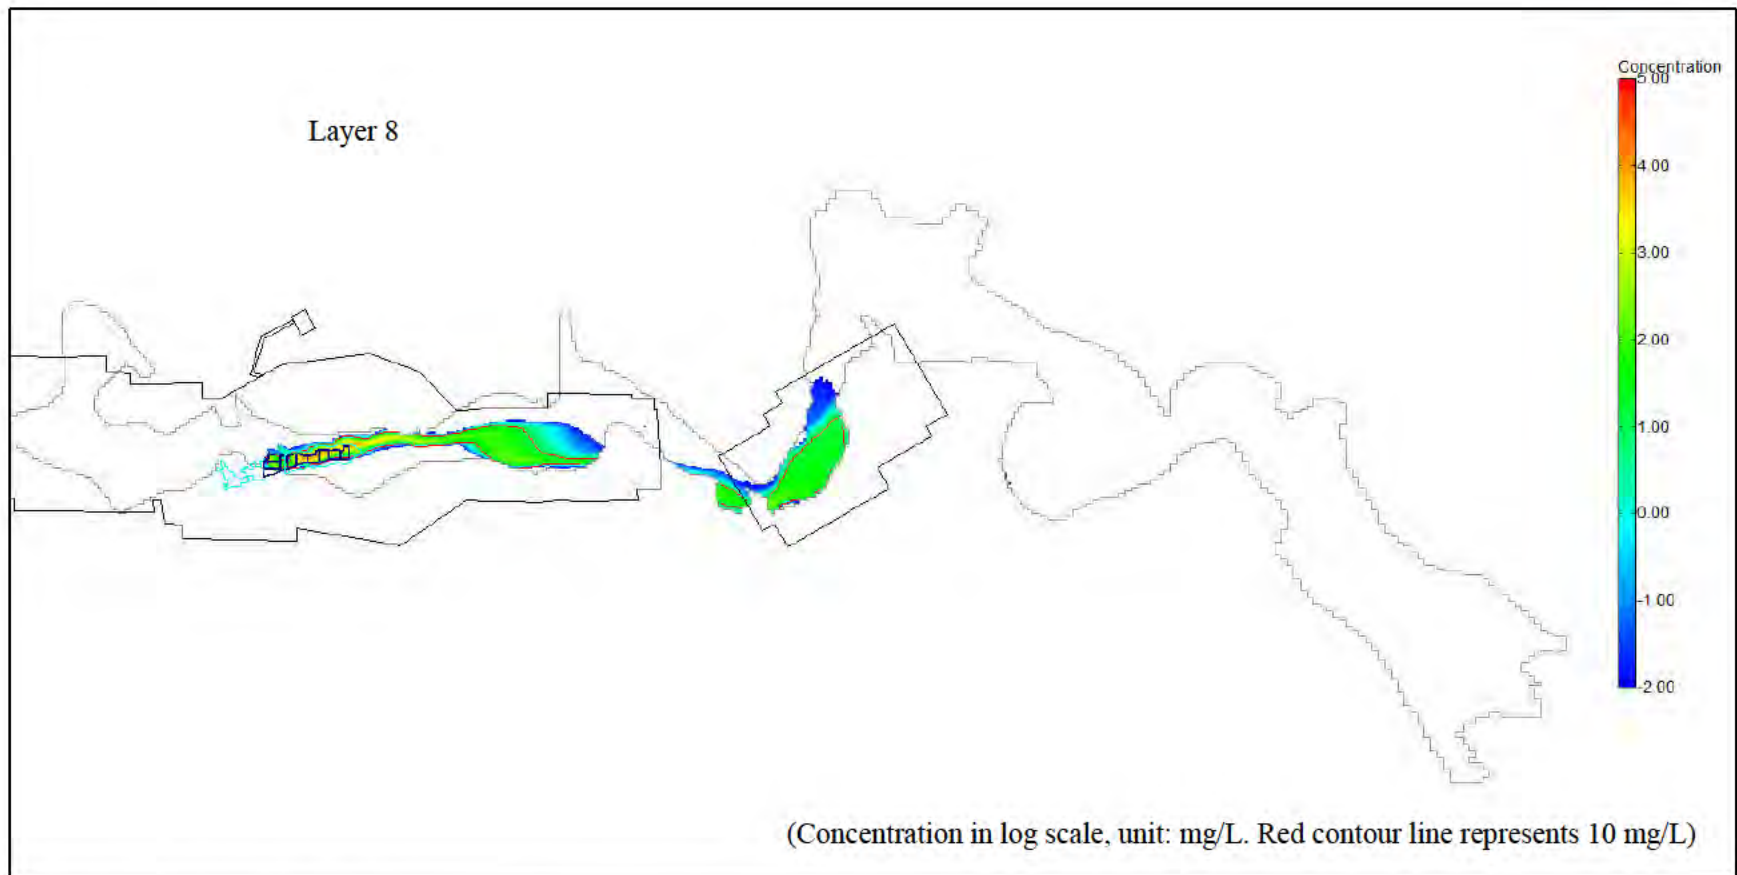 Layer 8
Concentration
5.00
4.00
3.00
2.00
1.00
0.00
-1.00
-2.00
(Concentration in log scale, unit: mg/L. Red contour line represents 10 mg/L)